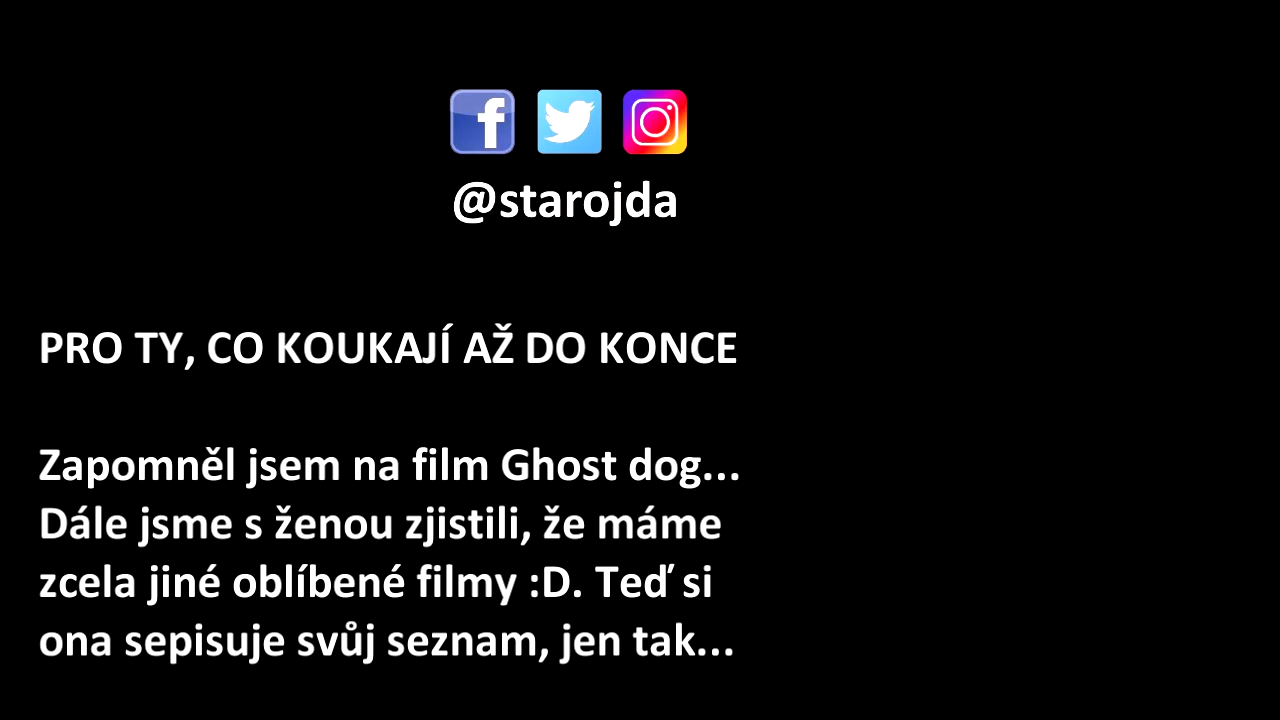 @starojda
PRO TY, CO KOUKAJÍ AŽ DO KONCE
Zapomněl jsem na film Ghost dog...
Dále jsme s ženou zjistili, že máme
zcela jiné oblíbené filmy :D. Teď si
ona sepisuje svůj seznam, jen tak...